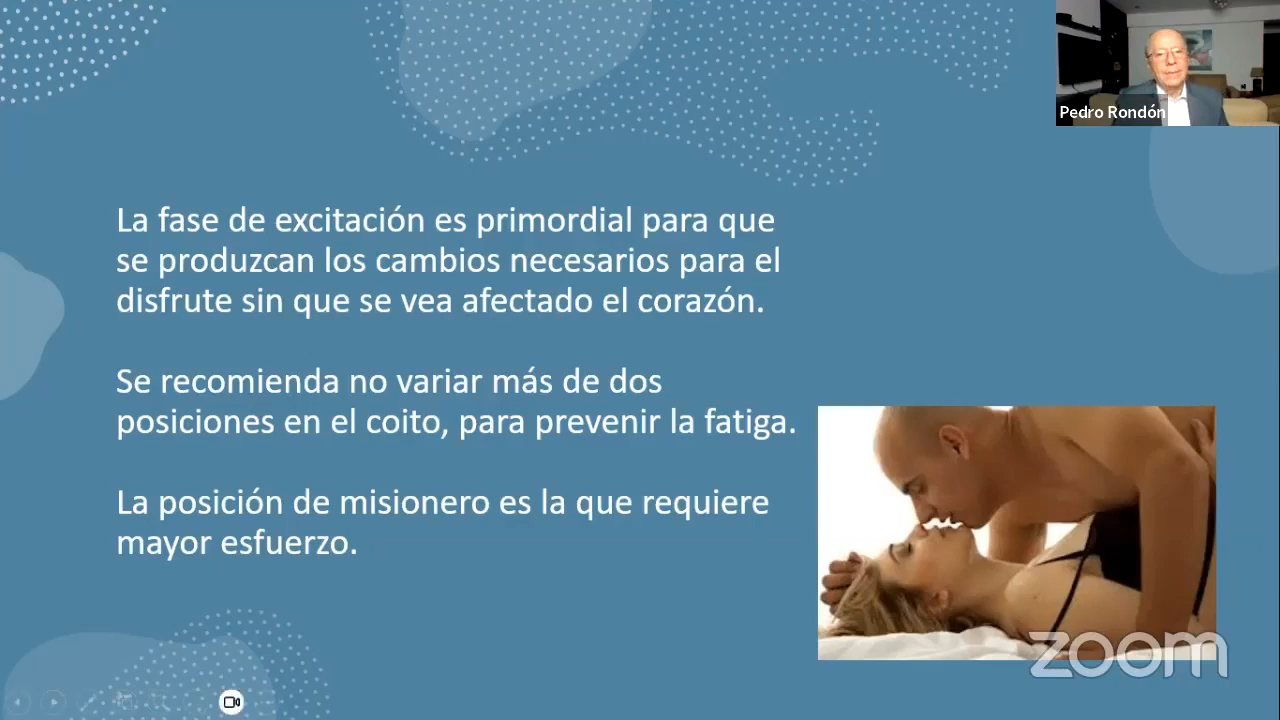 Pedro Rondón
La fase de excitación es primordial para que
se produzcan los cambios necesarios para el
disfrute sin que se vea afectado el corazón.
Se recomienda no variar más de dos
posiciones en el coito, para prevenir la fatiga.
La posición de misionero es la que requiere
mayor esfuerzo.
zoom